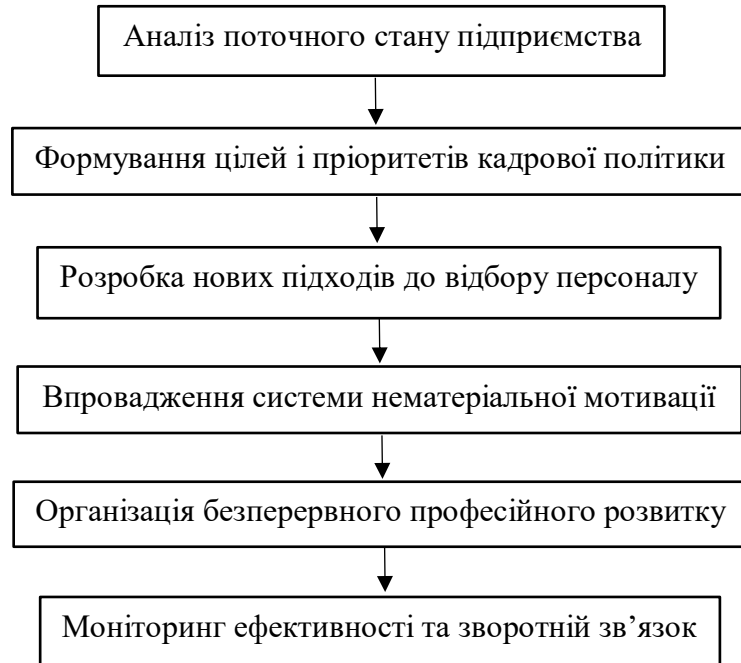 Аналіз поточного стану підприємства
Формування цілей і пріоритетів кадрової політики
Розробка нових підходів до відбору персоналу
Впровадження системи нематеріальної мотивації
Організація безперервного професійного розвитку
Моніторинг ефективності та зворотній зв’язок